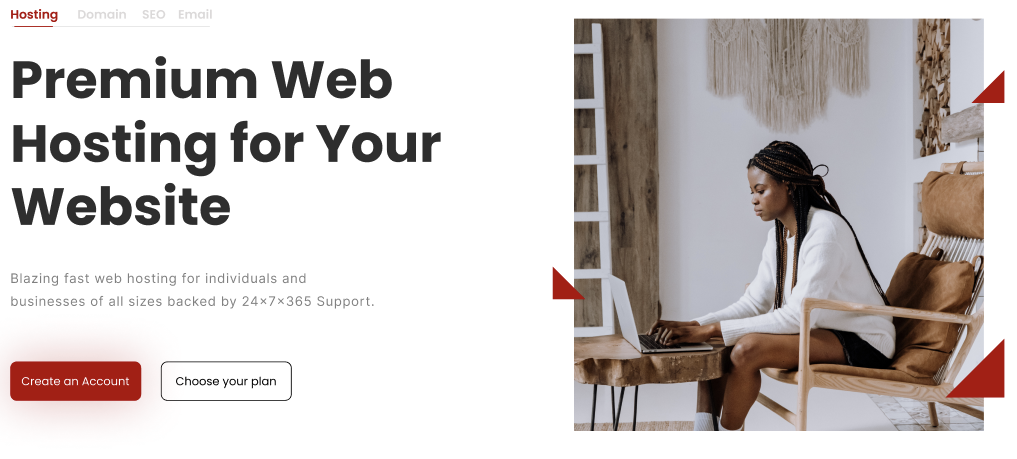 Hosting Domain SEO Email
Premium Web
Hosting for Your
Website
Blazing fast web hosting for individuals and
businesses of all sizes backed by 24×7×365 Support.
Create an Account Choose your plan